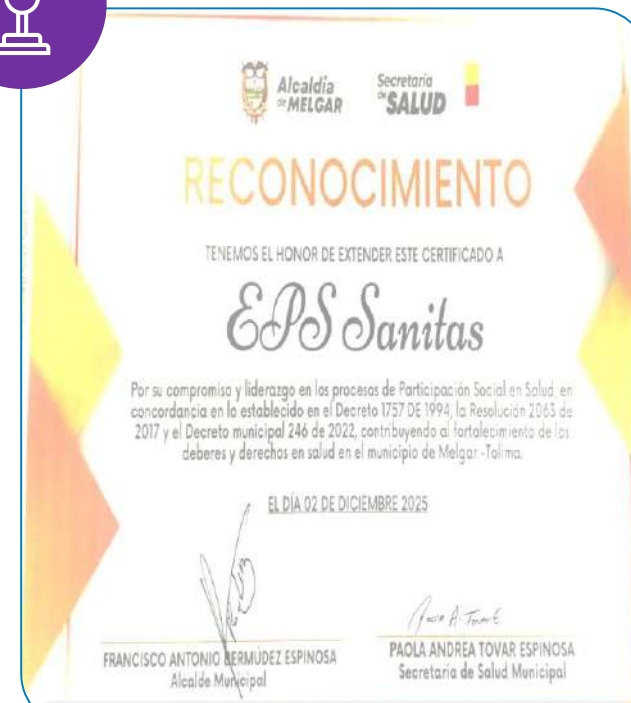 Alcaldía
de MELGAR
Secretaría
de SALUD
RECONOCIMIENTO
TENEMOS EL HONOR DE EXTENDER ESTE CERTIFICADO A
EPS Sanitas
Por su compromiso y liderazgo en los procesos de Participación Social en Salud, en
concordancia en lo establecido en el Decreto 1757 DE 1994, la Resolución 2063 de
2017 y el Decreto municipal 246 de 2022, contribuyendo al fortalecimiento de los
deberes y derechos en salud en el municipio de Melgar -Tolima.
EL DÍA 02 DE DICIEMBRE 2025
FRANCISCO ANTONIO BERMÚDEZ ESPINOSA
Alcalde Municipal
PAOLA ANDREA TOVAR ESPINOSA
Secretaria de Salud Municipal